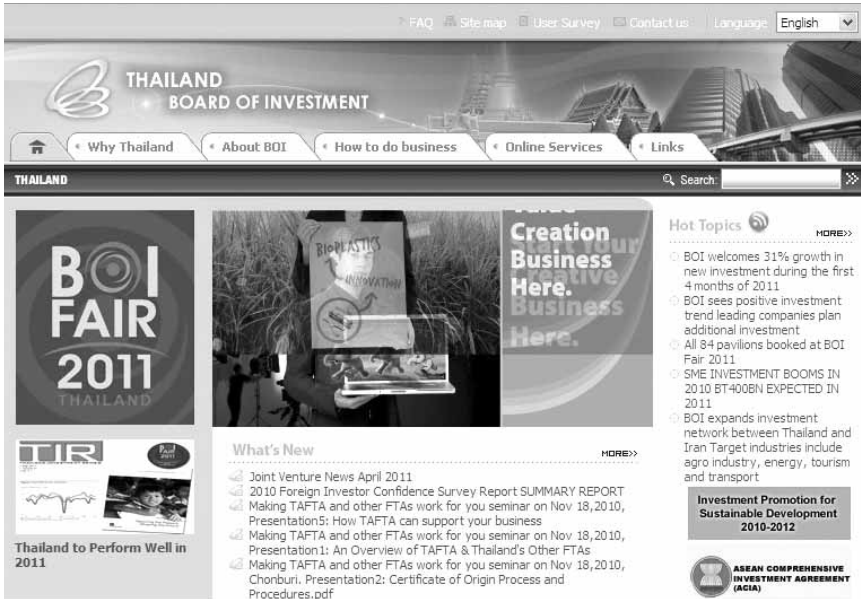 ? FAQ Site map User Survey Contact us Language English
THAILAND
BOARD OF INVESTMENT
Why Thailand About BOI How to do business Online Services Links
THAILAND
Search:
BOI
FAIR
2011
THAILAND
BIOPLASTICS
INNOVATION
Value
Creation
Business
Here.
Start Your
Creative
Business
Here.
Hot Topics
MORE>>
BOI welcomes 31% growth in
new investment during the first
4 months of 2011
BOI sees positive investment
trend leading companies plan
additional investment
All 84 pavilions booked at BOI
Fair 2011
SME INVESTMENT BOOMS IN
2010 BT400BN EXPECTED IN
2011
BOI expands investment
network between Thailand and
Iran Target industries include
agro industry, energy, tourism
and transport
TIR
Thailand to Perform Well in
2011
What's New
MORE>>
Joint Venture News April 2011
2010 Foreign Investor Confidence Survey Report SUMMARY REPORT
Making TAFTA and other FTAs work for you seminar on Nov 18,2010,
Presentation5: How TAFTA can support your business
Making TAFTA and other FTAs work for you seminar on Nov 18,2010,
Presentation1: An Overview of TAFTA & Thailand's Other FTAs
Making TAFTA and other FTAs work for you seminar on Nov 18,2010,
Chonburi. Presentation2: Certificate of Origin Process and
Procedures.pdf
Investment Promotion for
Sustainable Development
2010-2012
ASEAN COMPREHENSIVE
INVESTMENT AGREEMENT
(ACIA)